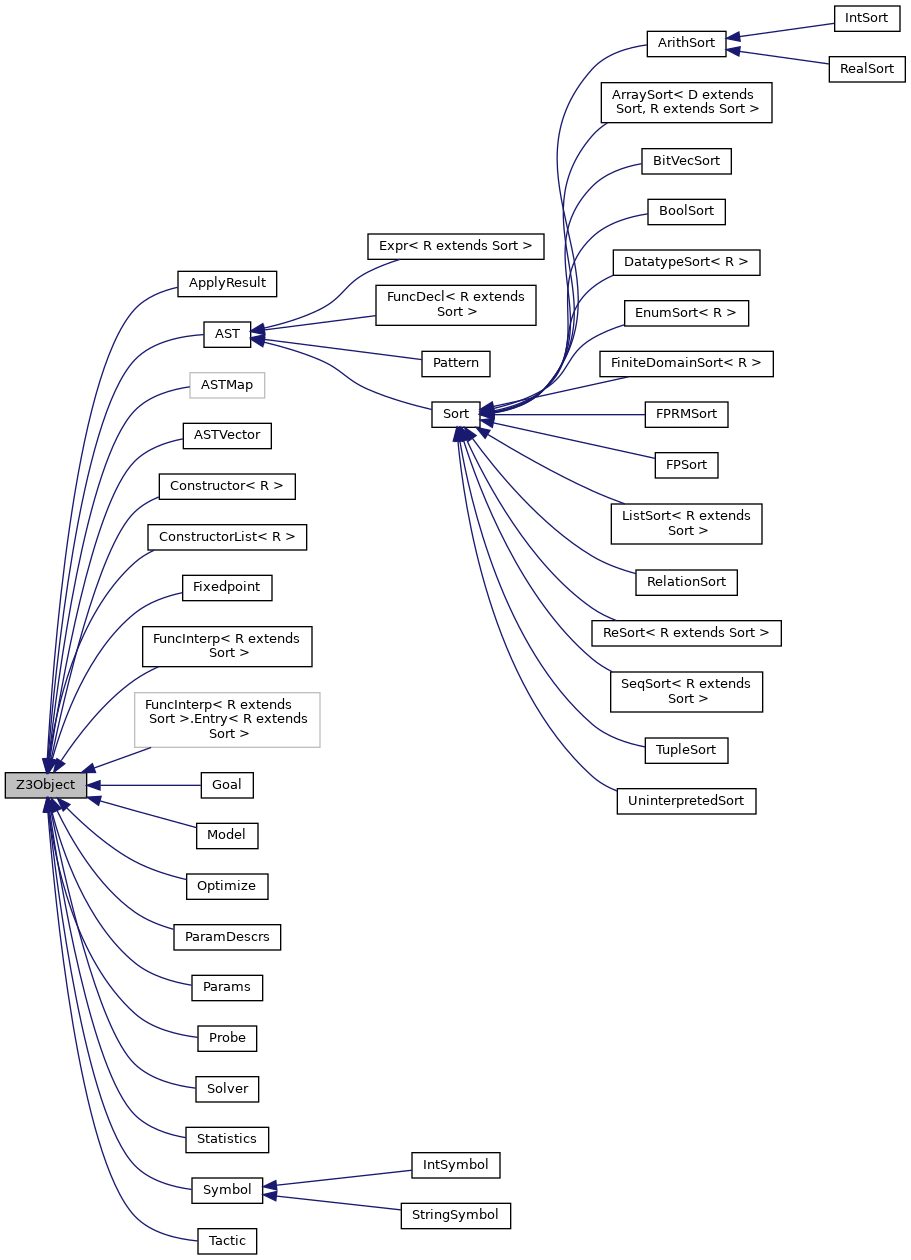 IntSort
ArithSort
RealSort
ArraySort< D extends
Sort, R extends Sort >
BitVecSort
BoolSort
Expr< R extends Sort >
DatatypeSort< R >
ApplyResult
FuncDecl< R extends
Sort >
EnumSort< R >
AST
Pattern
FiniteDomainSort< R >
ASTMap
Sort
FPRMSort
ASTVector
FPSort
Constructor< R >
ListSort< R extends
Sort >
ConstructorList< R >
RelationSort
Fixedpoint
ReSort< R extends Sort >
FuncInterp< R extends
Sort >
SeqSort< R extends
Sort >
FuncInterp< R extends
Sort >.Entry< R extends
Sort >
TupleSort
Z3Object
Goal
UninterpretedSort
Model
Optimize
ParamDescrs
Params
Probe
Solver
Statistics
IntSymbol
Symbol
StringSymbol
Tactic